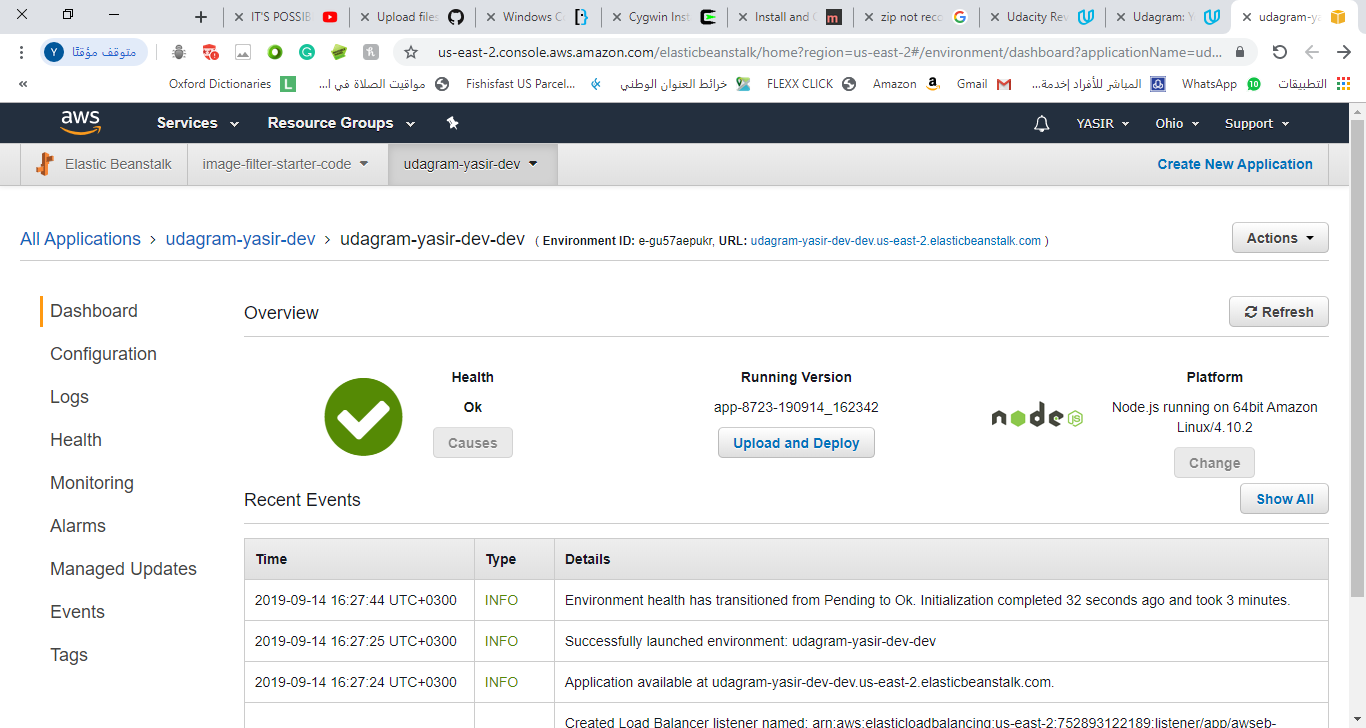 IT'S POSSIB
Upload files
Windows Co
Cygwin Inst
Install and C
zip not reco
Udacity Rev
Udagram: Y
udagram-ya
Y متوقف مؤقتًا
us-east-2.console.aws.amazon.com/elasticbeanstalk/home?region=us-east-2#/environment/dashboard?applicationName=ud...
« Oxford Dictionaries مواقيت الصلاة في ا... Fishisfast US Parcel... خرائط العنوان الوطني FLEXX CLICK Amazon Gmail المباشر للأفراد |خدمة... WhatsApp التطبيقات
aws Services Resource Groups YASIR Ohio Support
Elastic Beanstalk image-filter-starter-code udagram-yasir-dev Create New Application
All Applications > udagram-yasir-dev > udagram-yasir-dev-dev ( Environment ID: e-gu57aepukr, URL: udagram-yasir-dev-dev.us-east-2.elasticbeanstalk.com )
Actions
Dashboard
Configuration
Logs
Health
Monitoring
Alarms
Managed Updates
Events
Tags
Overview
Refresh
Health
Ok
Causes
Running Version
app-8723-190914_162342
Upload and Deploy
node JS
Platform
Node.js running on 64bit Amazon
Linux/4.10.2
Change
Recent Events
Show All
Time Type Details
2019-09-14 16:27:44 UTC+0300 INFO Environment health has transitioned from Pending to Ok. Initialization completed 32 seconds ago and took 3 minutes.
2019-09-14 16:27:25 UTC+0300 INFO Successfully launched environment: udagram-yasir-dev-dev
2019-09-14 16:27:24 UTC+0300 INFO Application available at udagram-yasir-dev-dev.us-east-2.elasticbeanstalk.com.
Created Load Balancer listener named: arn:aws:elasticloadbalancing:us-east-2:752893122189:listener/app/awseb-